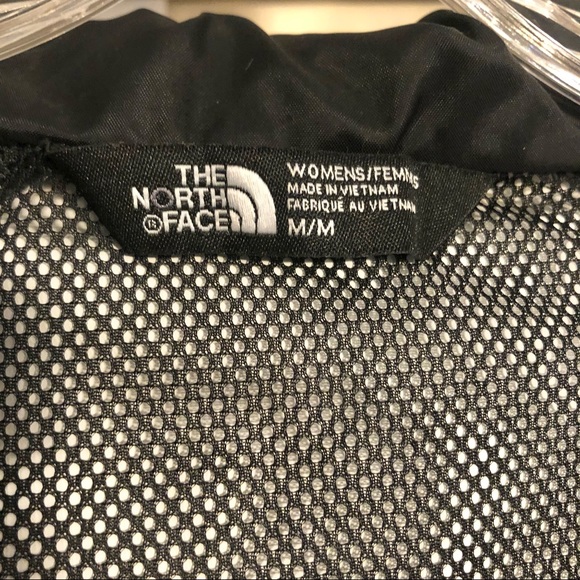 THE
NORTH
FACE
®
WOMENS/FEMMES
MADE IN VIETNAM
FABRIQUÉ AU VIETNAM
M/M